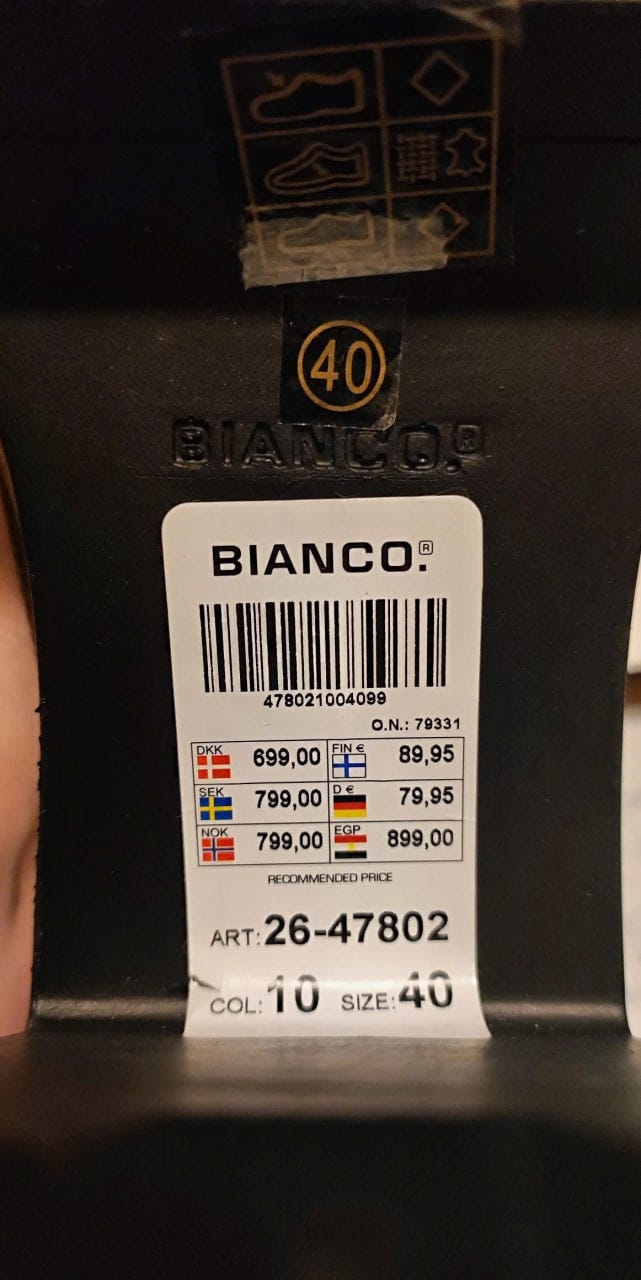 40
BIANCO.®
BIANCO.®
478021004099
O.N.: 79331
DKK 699,00 FIN € 89,95
SEK 799,00 D € 79,95
NOK 799,00 EGP 899,00
RECOMMENDED PRICE
ART: 26-47802
COL: 10 SIZE: 40